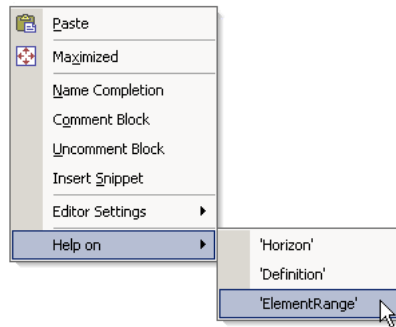 Paste
Maximized
Name Completion
Comment Block
Uncomment Block
Insert Snippet
Editor Settings
Help on
'Horizon'
'Definition'
'ElementRange'